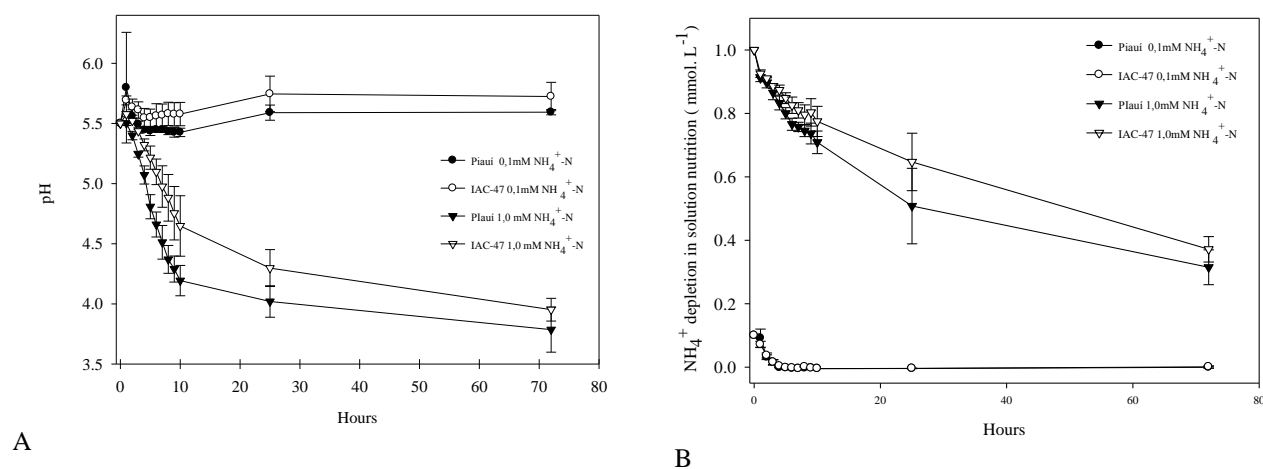 6.0
5.5
5.0
4.5
4.0
3.5
pH
0 10 20 30 40 50 60 70 80
Hours
Piauí 0,1mM NH4+-N
IAC-47 0,1mM NH4+-N
PIauí 1,0 mM NH4+-N
IAC-47 1,0 mM NH4+-N
A
1.0
0.8
0.6
0.4
0.2
0.0
NH4+ depletion in solution nutrition ( mmol. L-1)
0 20 40 60 80
Hours
Piauí 0,1mM NH4+-N
IAC-47 0,1mM NH4+-N
PIauí 1,0mM NH4+-N
IAC-47 1,0mM NH4+-N
B